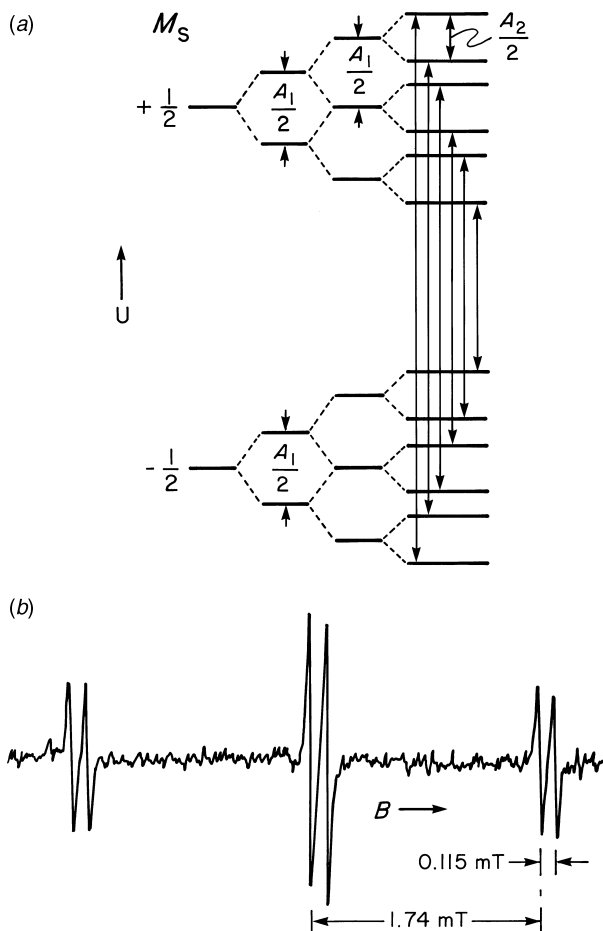 (a)
M_S
A_1/2
A_1/2
A_2/2
+ 1/2
U
- 1/2
A_1/2
(b)
B
0.115 mT
1.74 mT